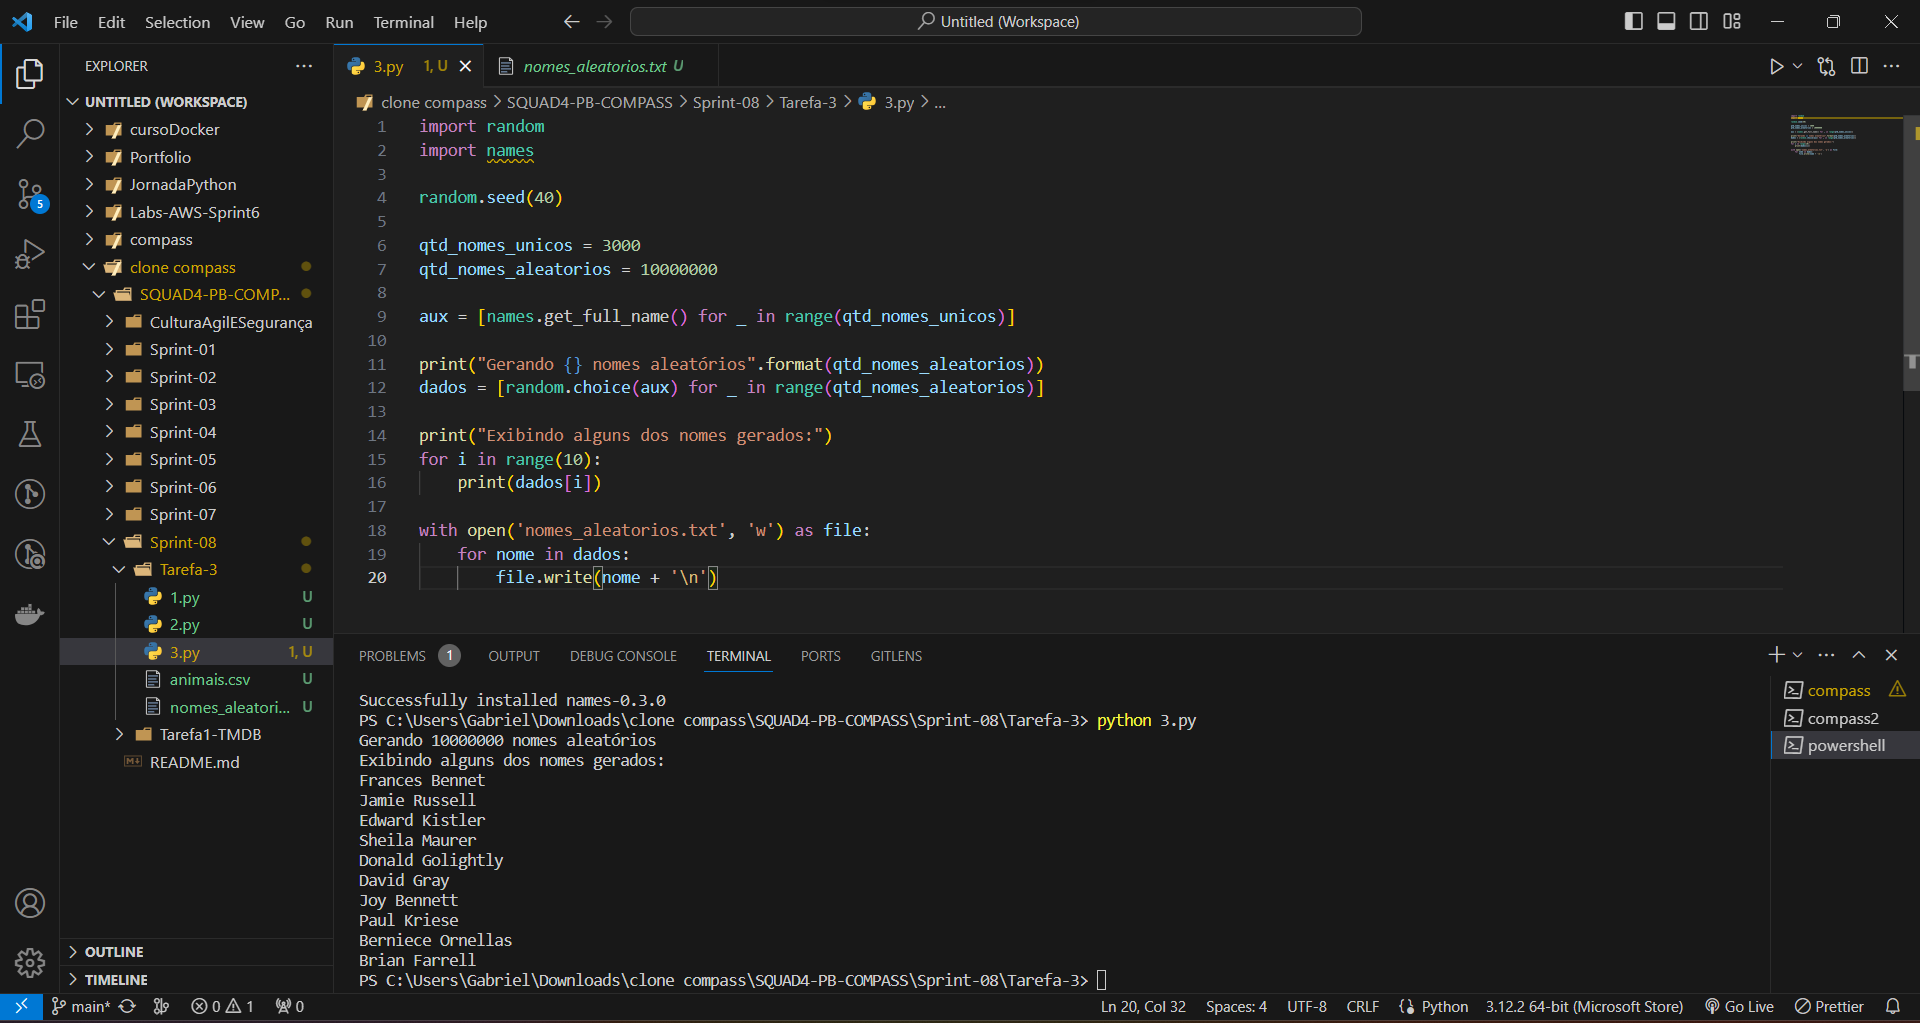 File Edit Selection View Go Run Terminal Help
Untitled (Workspace)
EXPLORER
UNTITLED (WORKSPACE)
cursoDocker
Portfolio
JornadaPython
Labs-AWS-Sprint6
compass
clone compass
SQUAD4-PB-COMP...
CulturaAgilESegurança
Sprint-01
Sprint-02
Sprint-03
Sprint-04
Sprint-05
Sprint-06
Sprint-07
Sprint-08
Tarefa-3
1.py U
2.py U
3.py 1, U
animais.csv U
nomes_aleatori... U
Tarefa1-TMDB
README.md
OUTLINE
TIMELINE
5
3.py 1, U
nomes_aleatorios.txt U
clone compass > SQUAD4-PB-COMPASS > Sprint-08 > Tarefa-3 > 3.py > ...
1 import random
2 import names
3
4 random.seed(40)
5
6 qtd_nomes_unicos = 3000
7 qtd_nomes_aleatorios = 10000000
8
9 aux = [names.get_full_name() for _ in range(qtd_nomes_unicos)]
10
11 print("Gerando {} nomes aleatórios".format(qtd_nomes_aleatorios))
12 dados = [random.choice(aux) for _ in range(qtd_nomes_aleatorios)]
13
14 print("Exibindo alguns dos nomes gerados:")
15 for i in range(10):
16 print(dados[i])
17
18 with open('nomes_aleatorios.txt', 'w') as file:
19 for nome in dados:
20 file.write(nome + '\n')
PROBLEMS 1 OUTPUT DEBUG CONSOLE TERMINAL PORTS GITLENS
Successfully installed names-0.3.0
PS C:\Users\Gabriel\Downloads\clone compass\SQUAD4-PB-COMPASS\Sprint-08\Tarefa-3> python 3.py
Gerando 10000000 nomes aleatórios
Exibindo alguns dos nomes gerados:
Frances Bennet
Jamie Russell
Edward Kistler
Sheila Maurer
Donald Golightly
David Gray
Joy Bennett
Paul Kriese
Berniece Ornellas
Brian Farrell
PS C:\Users\Gabriel\Downloads\clone compass\SQUAD4-PB-COMPASS\Sprint-08\Tarefa-3>
compass
compass2
powershell
main* 0 1 0
Ln 20, Col 32 Spaces: 4 UTF-8 CRLF Python 3.12.2 64-bit (Microsoft Store) Go Live Prettier